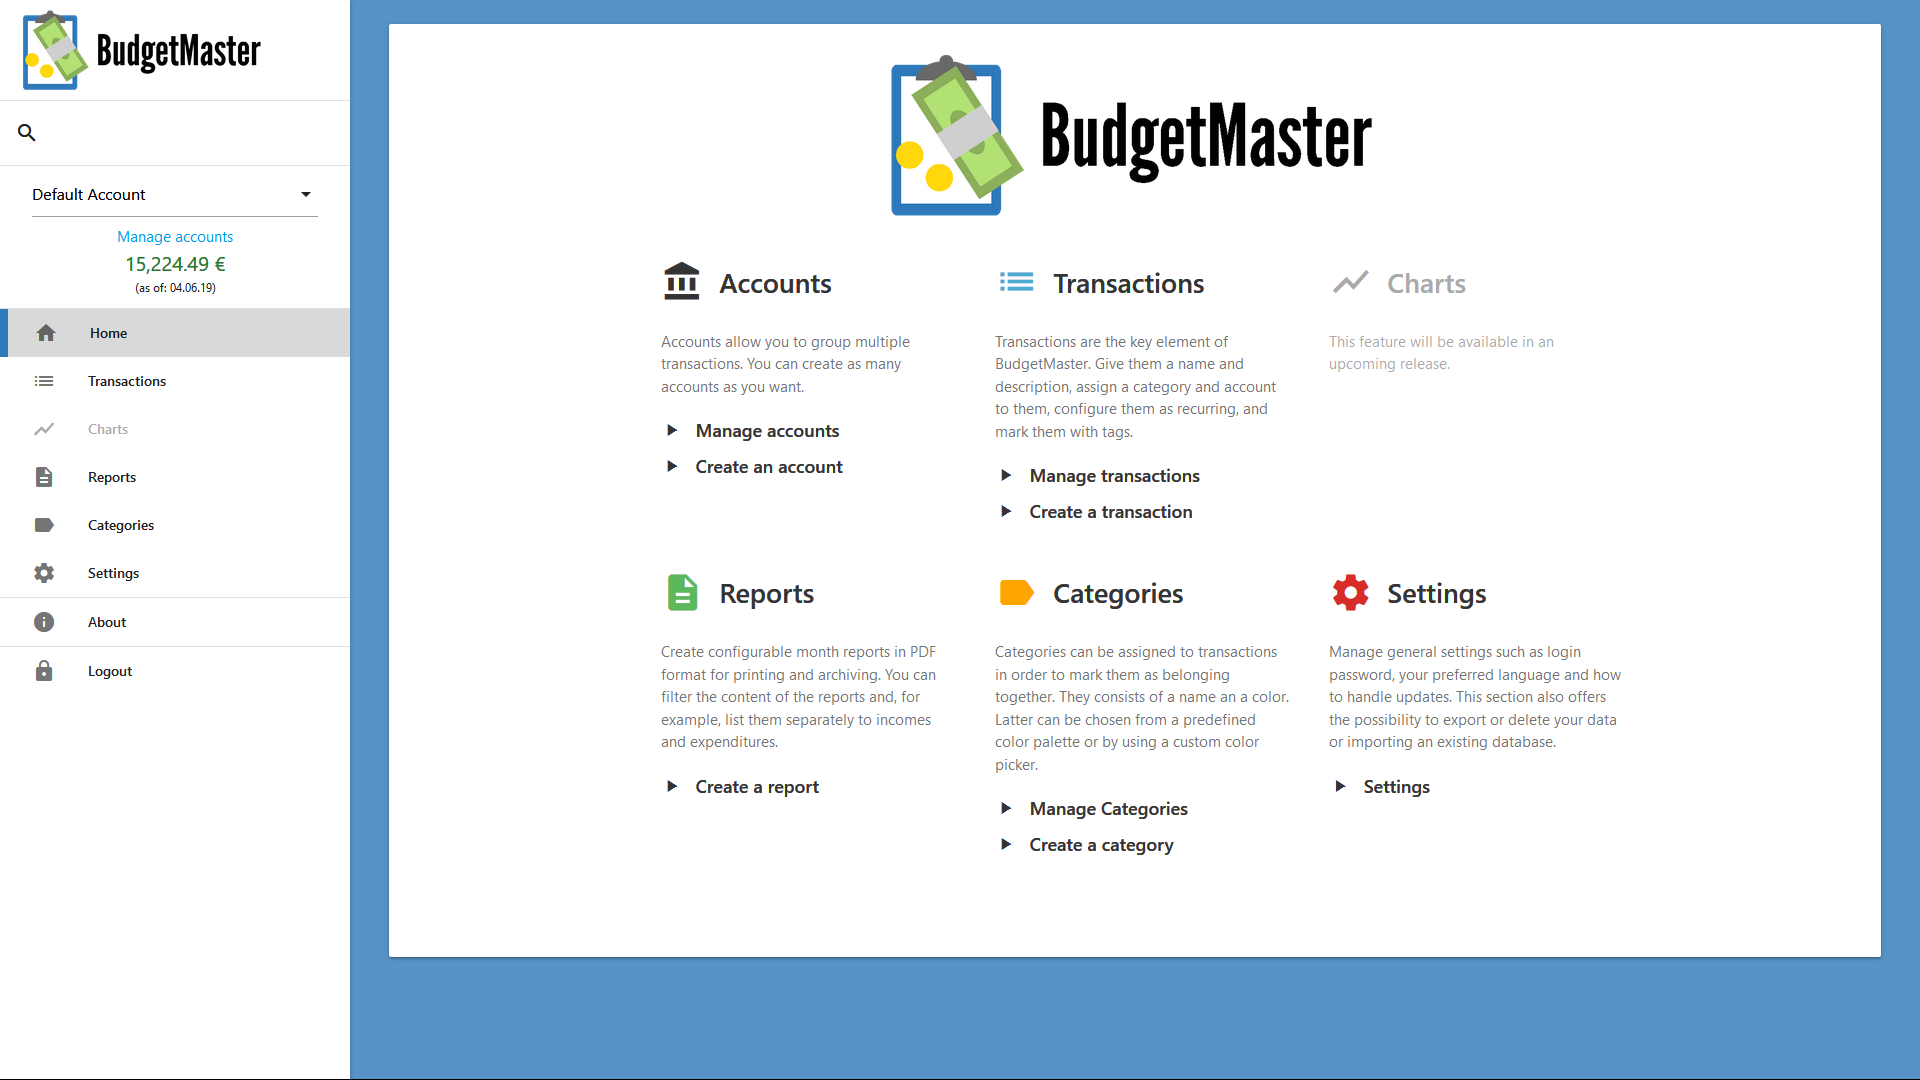 BudgetMaster
Default Account
Manage accounts
15,224.49 €
(as of: 04.06.19)
Home
Transactions
Charts
Reports
Categories
Settings
About
Logout
BudgetMaster
Accounts
Accounts allow you to group multiple
transactions. You can create as many
accounts as you want.
Manage accounts
Create an account
Transactions
Transactions are the key element of
BudgetMaster. Give them a name and
description, assign a category and account
to them, configure them as recurring, and
mark them with tags.
Manage transactions
Create a transaction
Charts
This feature will be available in an
upcoming release.
Reports
Create configurable month reports in PDF
format for printing and archiving. You can
filter the content of the reports and, for
example, list them separately to incomes
and expenditures.
Create a report
Categories
Categories can be assigned to transactions
in order to mark them as belonging
together. They consists of a name an a color.
Latter can be chosen from a predefined
color palette or by using a custom color
picker.
Manage Categories
Create a category
Settings
Manage general settings such as login
password, your preferred language and how
to handle updates. This section also offers
the possibility to export or delete your data
or importing an existing database.
Settings